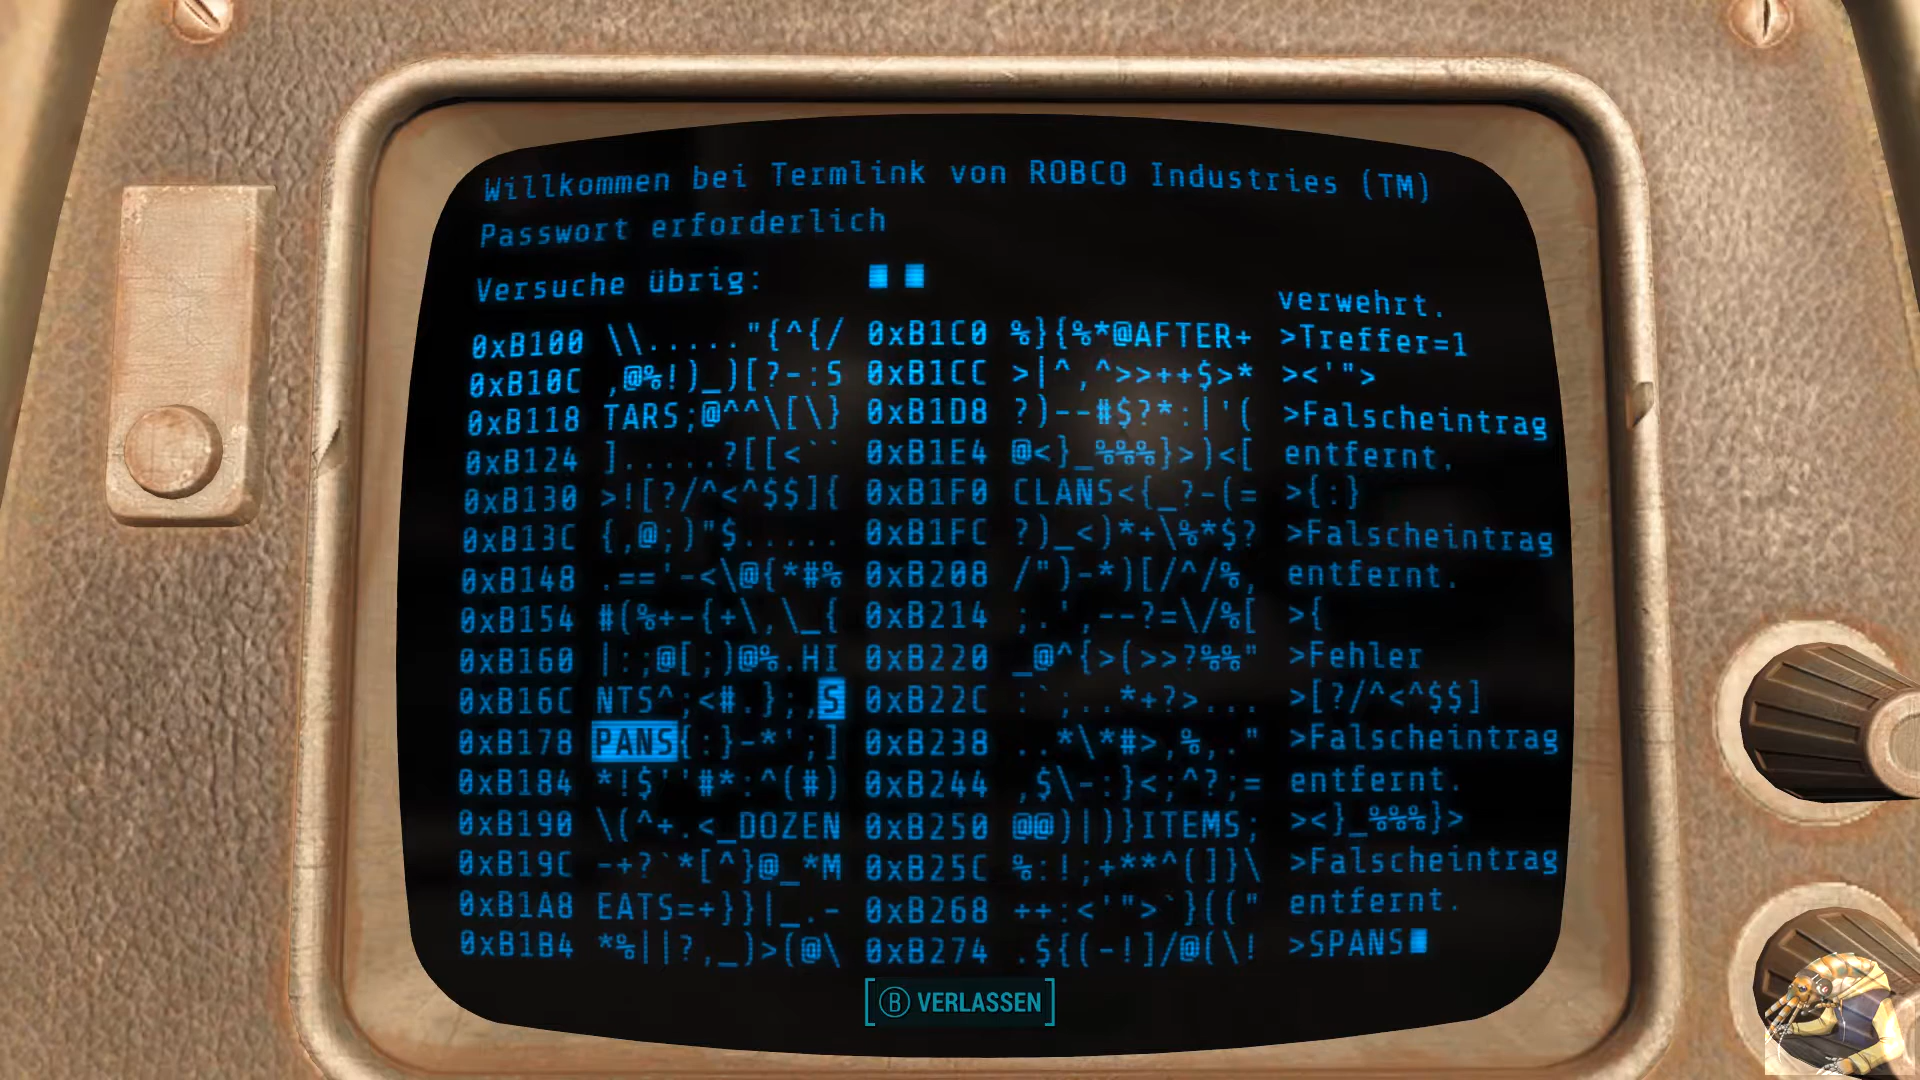 Willkommen bei Termlink von ROBCO Industries (TM)
Passwort erforderlich
Versuche übrig:
0xB100 \\....."{^{/
0xB10C ,@%!)_)[?-:S
0xB118 TARS;@^^\[\}
0xB124 ].....?[[<``
0xB130 >![?/^<^$$]{
0xB13C {,@;)"$.....
0xB148 .=='-<\@{*#%
0xB154 #(%+-{+\,\_{
0xB160 |:;@[;)@%.HI
0xB16C NTS^;<#.};,S
0xB178 PANS{:}-*';]
0xB184 *!$''#*:^(#)
0xB190 \(^+.<_DOZEN
0xB19C -+?`*[^}@_*M
0xB1A8 EATS=+}}|_.-
0xB1B4 *%||?,_)>(@\
0xB1C0 %}{%*@AFTER+
0xB1CC >|^,^>>++$>*
0xB1D8 ?)--#$?*:|'(
0xB1E4 @<}_%%%}>)<[
0xB1F0 CLANS<{_?-(=
0xB1FC ?)_<)*+\%*$?
0xB208 /")-*)[/^/%,
0xB214 ;.',--?=\/%[
0xB220 _@^{>(>>?%%"
0xB22C :`;..*+?>...
0xB238 ..*\*#>,%,."
0xB244 ,$\-:}<;^?;=
0xB250 @@)|)}ITEMS;
0xB25C %:!;+**^(]}\
0xB268 ++:<'">`}(("
0xB274 .${(-!]/@(\!
verwehrt.
>Treffer=1
><'">
>Falscheintrag
entfernt.
>{:}
>Falscheintrag
entfernt.
>{
>Fehler
>[?/^<^$$]
>Falscheintrag
entfernt.
><}_%%%}>
>Falscheintrag
entfernt.
>SPANS
B VERLASSEN